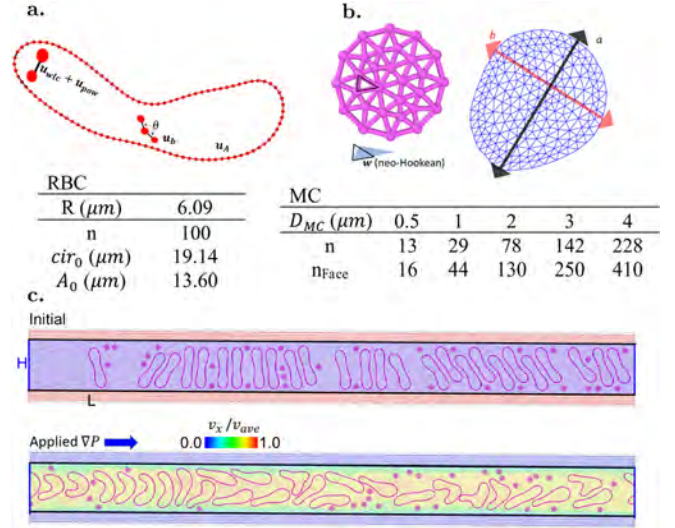 a.
b.
u_wlc + u_pow
θ
u_b
u_A
b
a
w (neo-Hookean)
RBC
R (μm) 6.09
n 100
cir₀ (μm) 19.14
A₀ (μm) 13.60
MC
D_MC (μm) 0.5 1 2 3 4
n 13 29 78 142 228
n_Face 16 44 130 250 410
c.
Initial
H
L
Applied ∇P
v_x/v_ave
0.0 1.0